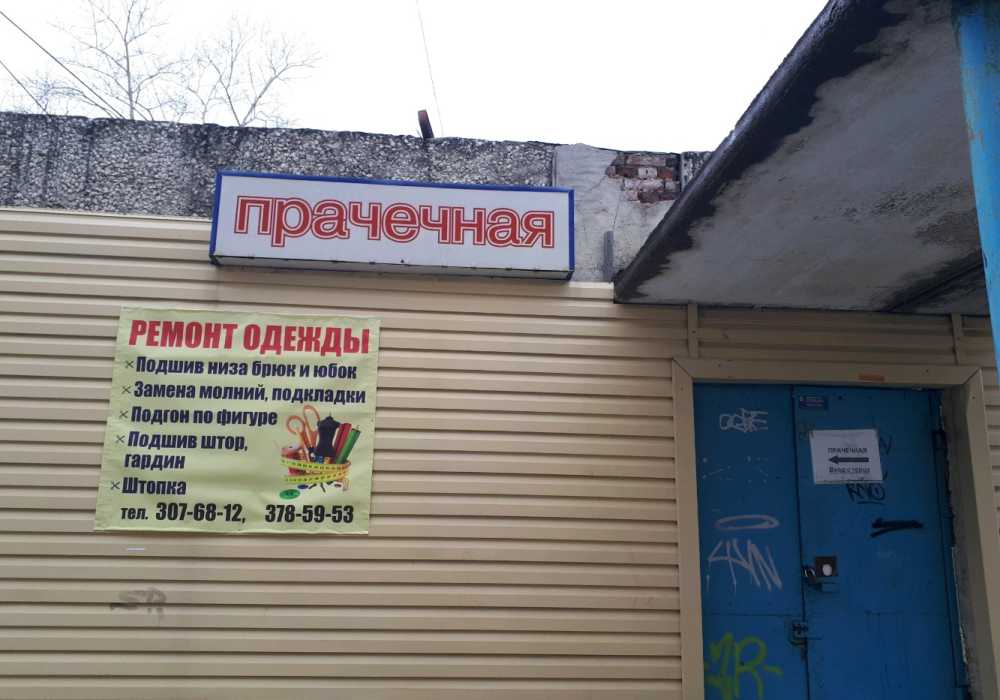 прачечная
РЕМОНТ ОДЕЖДЫ
Подшив низа брюк и юбок
Замена молний, подкладки
Подгон по фигуре
Подшив штор,
гардин
Штопка
тел. 307-68-12, 378-59-53
ПРАЧЕЧНАЯ